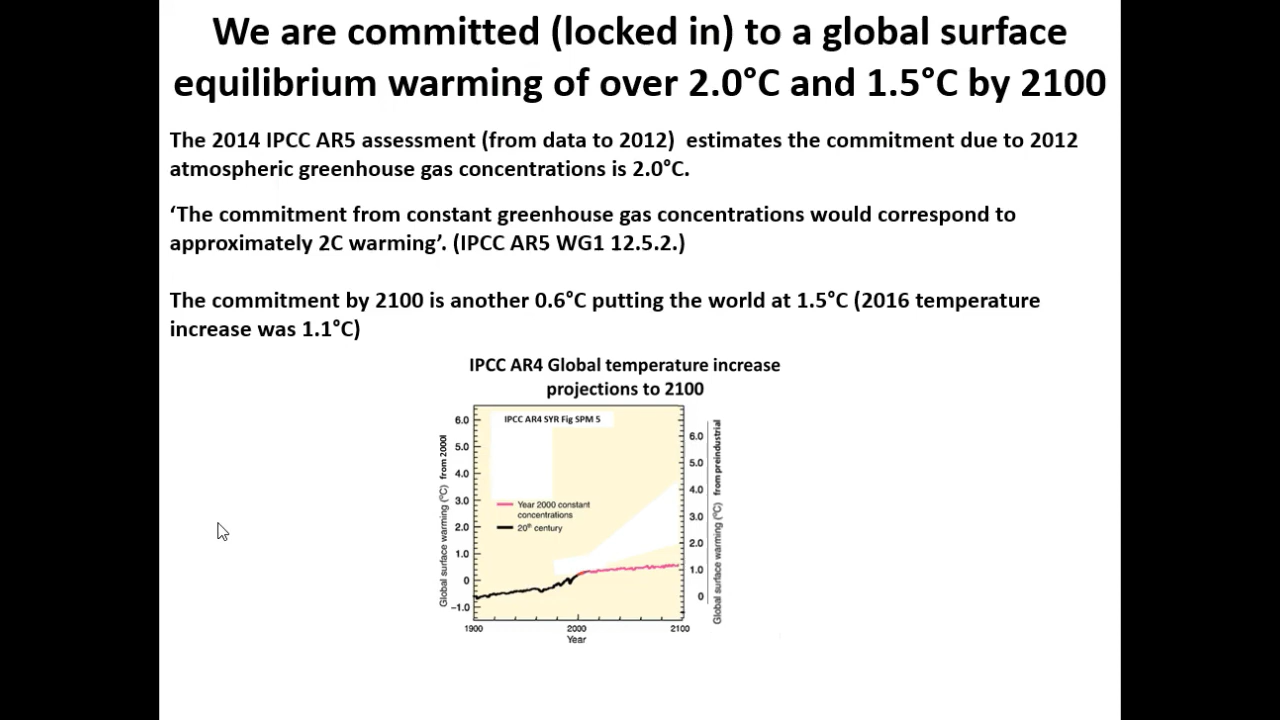 We are committed (locked in) to a global surface
equilibrium warming of over 2.0°C and 1.5°C by 2100
The 2014 IPCC AR5 assessment (from data to 2012)  estimates the commitment due to 2012
atmospheric greenhouse gas concentrations is 2.0°C.
‘The commitment from constant greenhouse gas concentrations would correspond to
approximately 2C warming’. (IPCC AR5 WG1 12.5.2.)
The commitment by 2100 is another 0.6°C putting the world at 1.5°C (2016 temperature
increase was 1.1°C)
IPCC AR4 Global temperature increase
projections to 2100
IPCC AR4 SYR Fig SPM 5
Global surface warming (°C) from 2000l
6.0
5.0
4.0
3.0
2.0
1.0
0
–1.0
Year 2000 constant
concentrations
20th century
6.0
5.0
4.0
3.0
2.0
1.0
0
Global surface warming (°C) from preindustrial
1900
2000
2100
Year